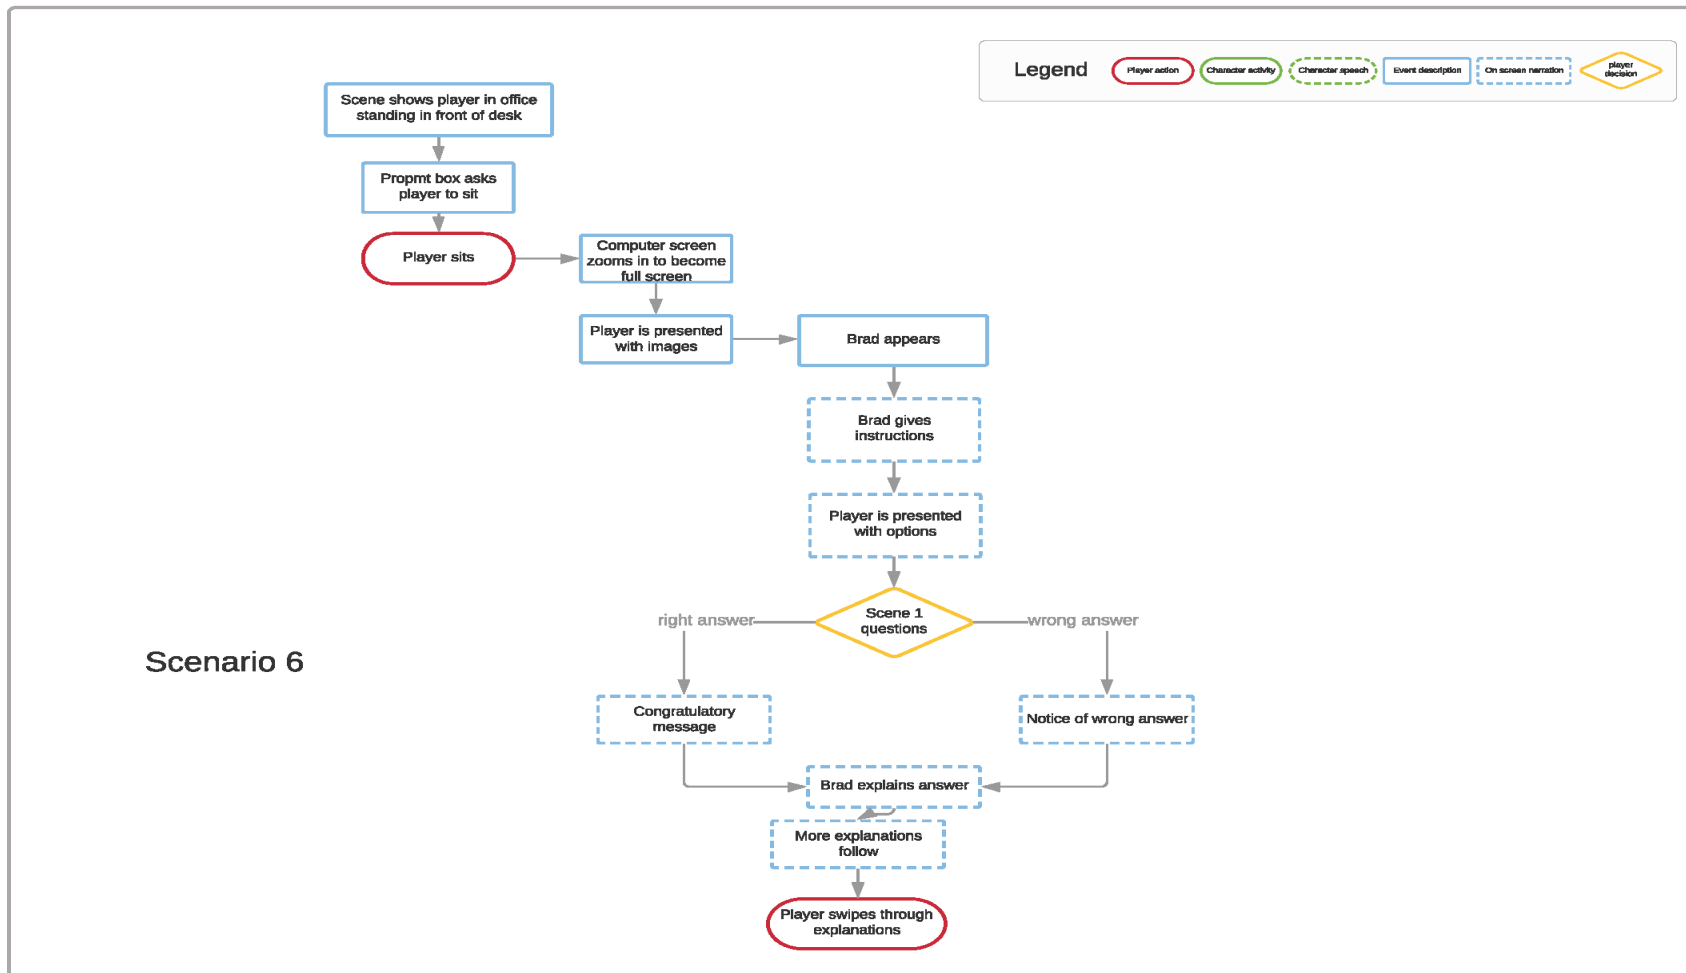 Legend
Player action
Character activity
Character speech
Event description
On screen narration
player
decision
Scene shows player in office
standing in front of desk
Propmt box asks
player to sit
Player sits
Computer screen
zooms in to become
full screen
Player is presented
with images
Brad appears
Brad gives
instructions
Player is presented
with options
Scene 1
questions
right answer
wrong answer
Scenario 6
Congratulatory
message
Notice of wrong answer
Brad explains answer
More explanations
follow
Player swipes through
explanations